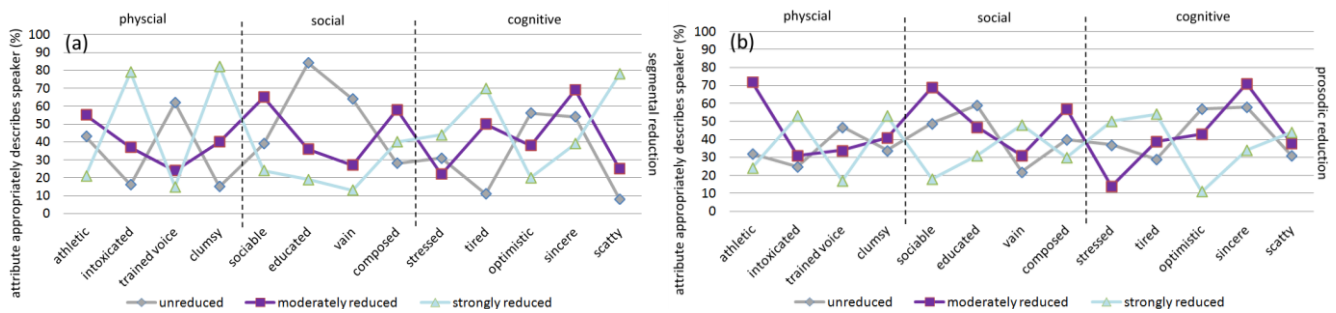 physcial social cognitive
attribute appropriately describes speaker (%)
(a)
100
90
80
70
60
50
40
30
20
10
0
segmental reduction
athletic
intoxicated
trained voice
clumsy
sociable
educated
vain
composed
stressed
tired
optimistic
sincere
scatty
unreduced moderately reduced strongly reduced
physcial social cognitive
attribute appropriately describes speaker (%)
(b)
100
90
80
70
60
50
40
30
20
10
0
prosodic reduction
athletic
intoxicated
trained voice
clumsy
sociable
educated
vain
composed
stressed
tired
optimistic
sincere
scatty
unreduced moderately reduced strongly reduced